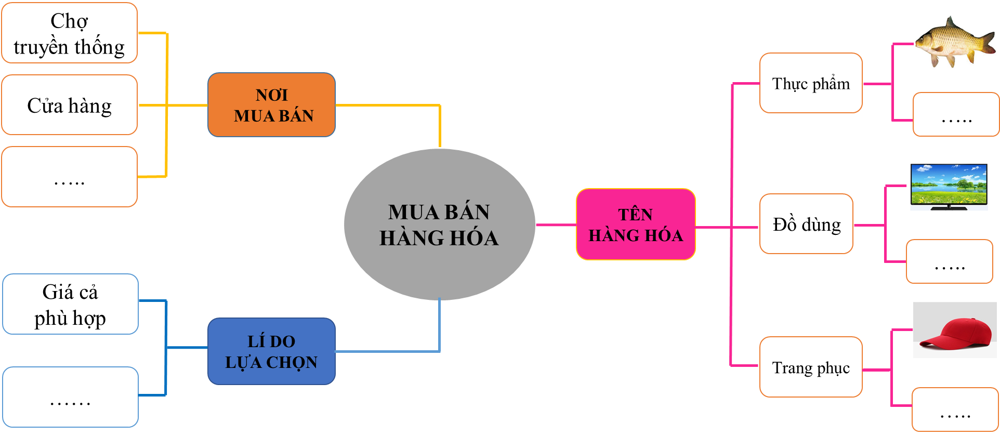 Chợ
truyền thống
Cửa hàng
…..
NƠI
MUA BÁN
MUA BÁN
HÀNG HÓA
Giá cả
phù hợp
……
LÍ DO
LỰA CHỌN
TÊN
HÀNG HÓA
Thực phẩm
…..
Đồ dùng
…..
Trang phục
…..